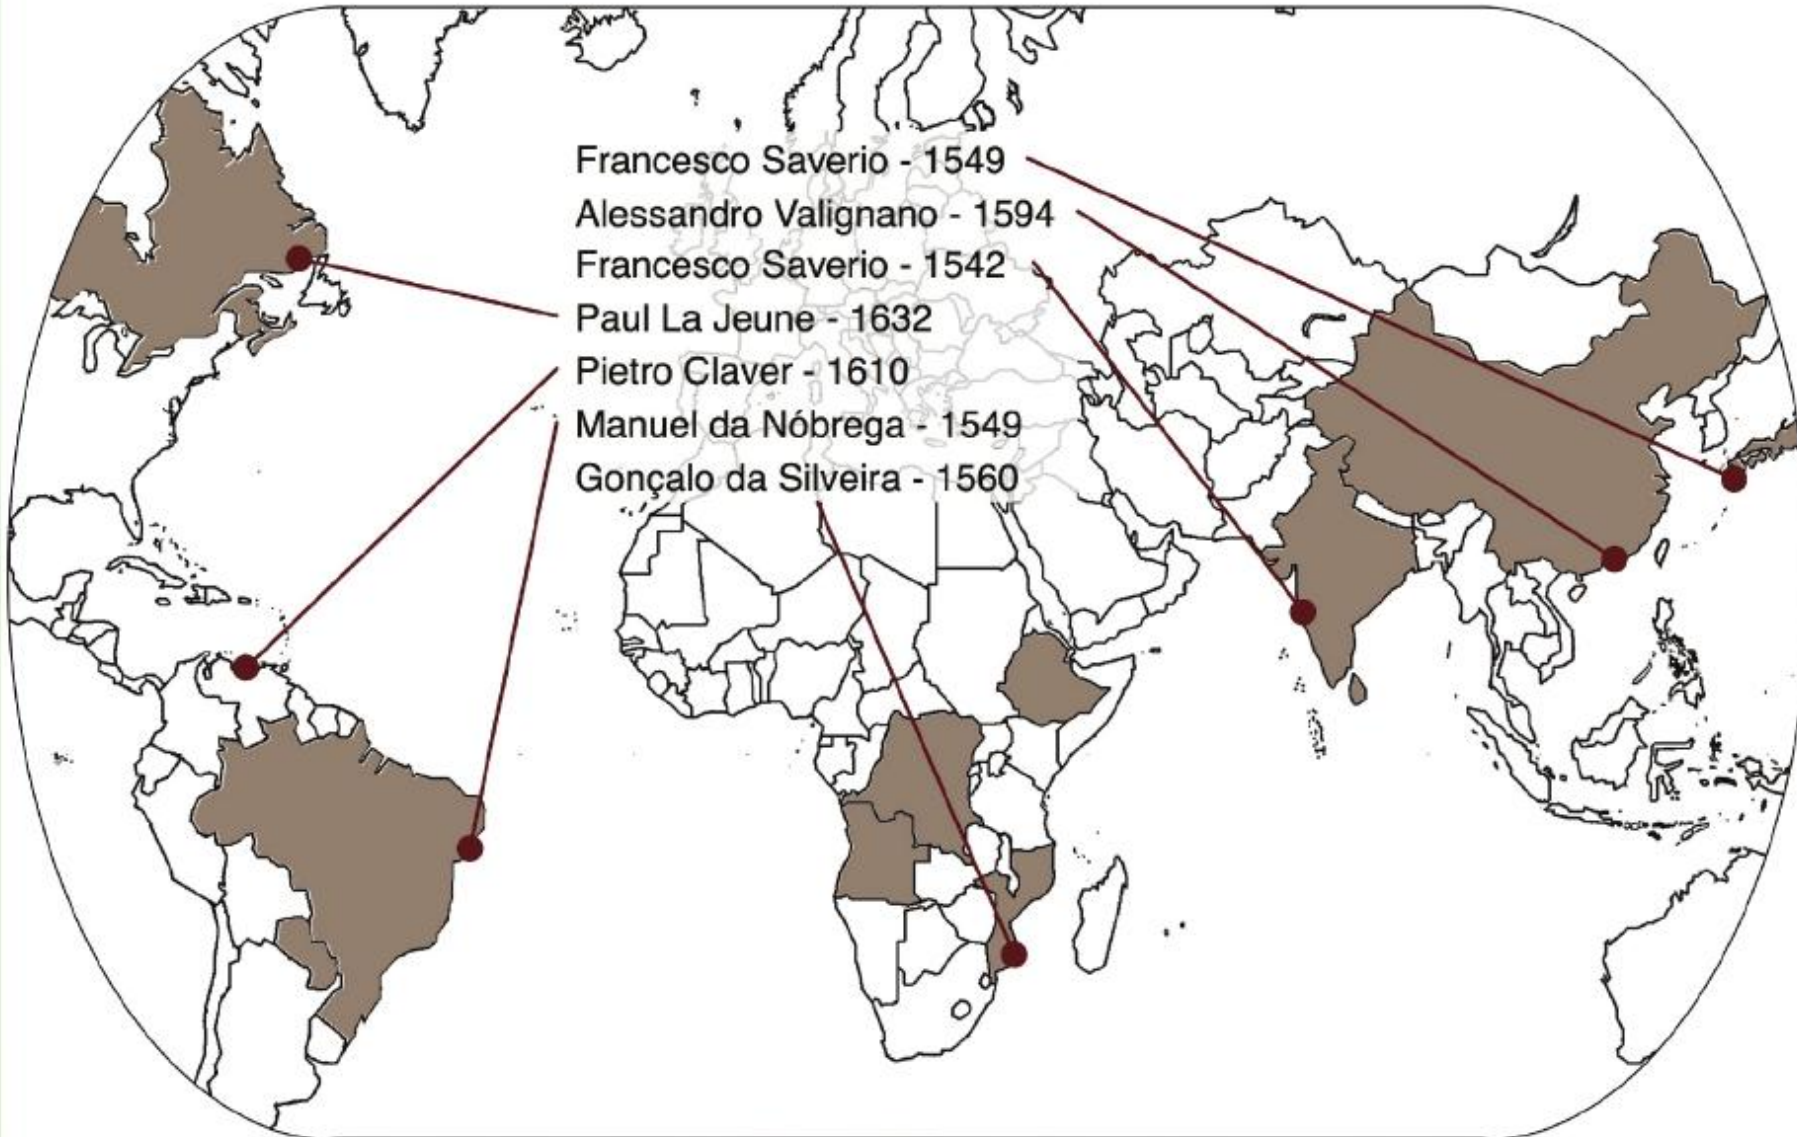 Francesco Saverio - 1549
Alessandro Valignano - 1594
Francesco Saverio - 1542
Paul La Jeune - 1632
Pietro Claver - 1610
Manuel da Nóbrega - 1549
Gonçalo da Silveira - 1560